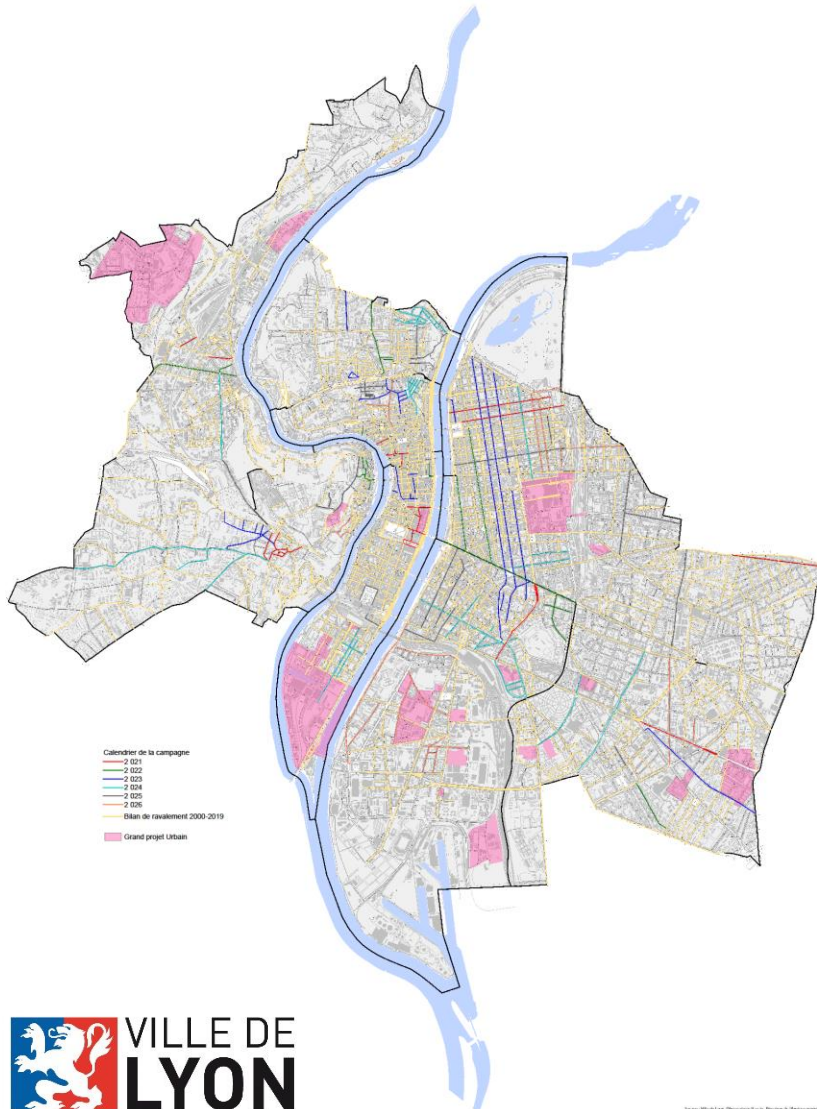 Calendrier de la campagne
2 021
2 022
2 023
2 024
2 025
2 026
Bilan de ravalement 2000-2019
Grand projet Urbain
VILLE DE
LYON